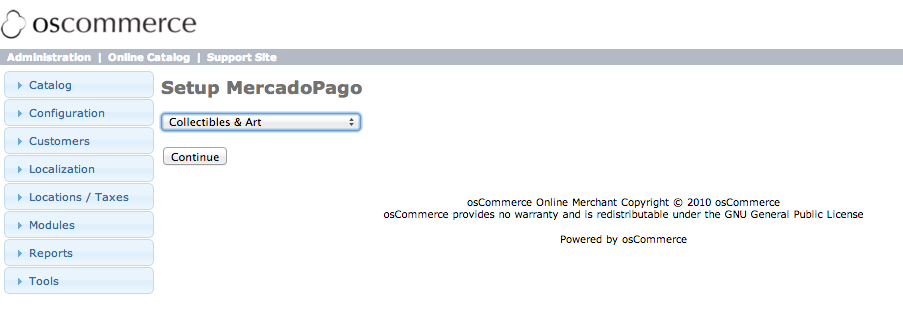 oscommerce
Administration | Online Catalog | Support Site
Catalog
Configuration
Customers
Localization
Locations / Taxes
Modules
Reports
Tools
Setup MercadoPago
Collectibles & Art
Continue
osCommerce Online Merchant Copyright © 2010 osCommerce
osCommerce provides no warranty and is redistributable under the GNU General Public License
Powered by osCommerce